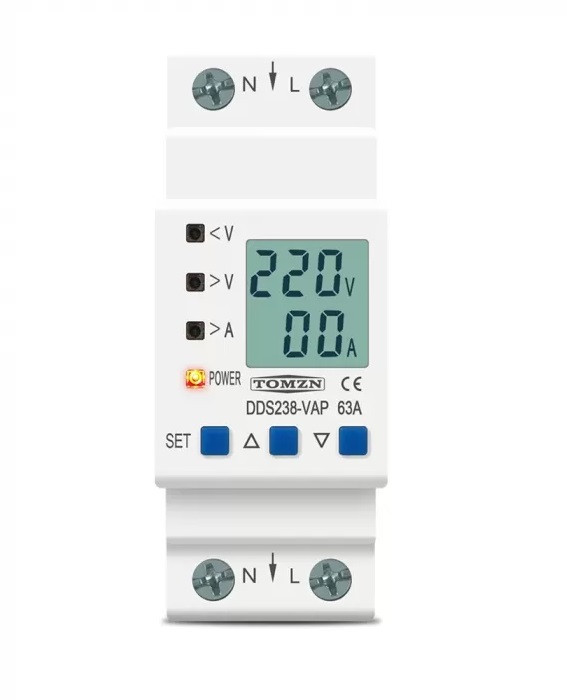 N L
<V
220V
>V
00A
>A
POWER
TOMZN CE
DDS238-VAP 63A
SET
N L